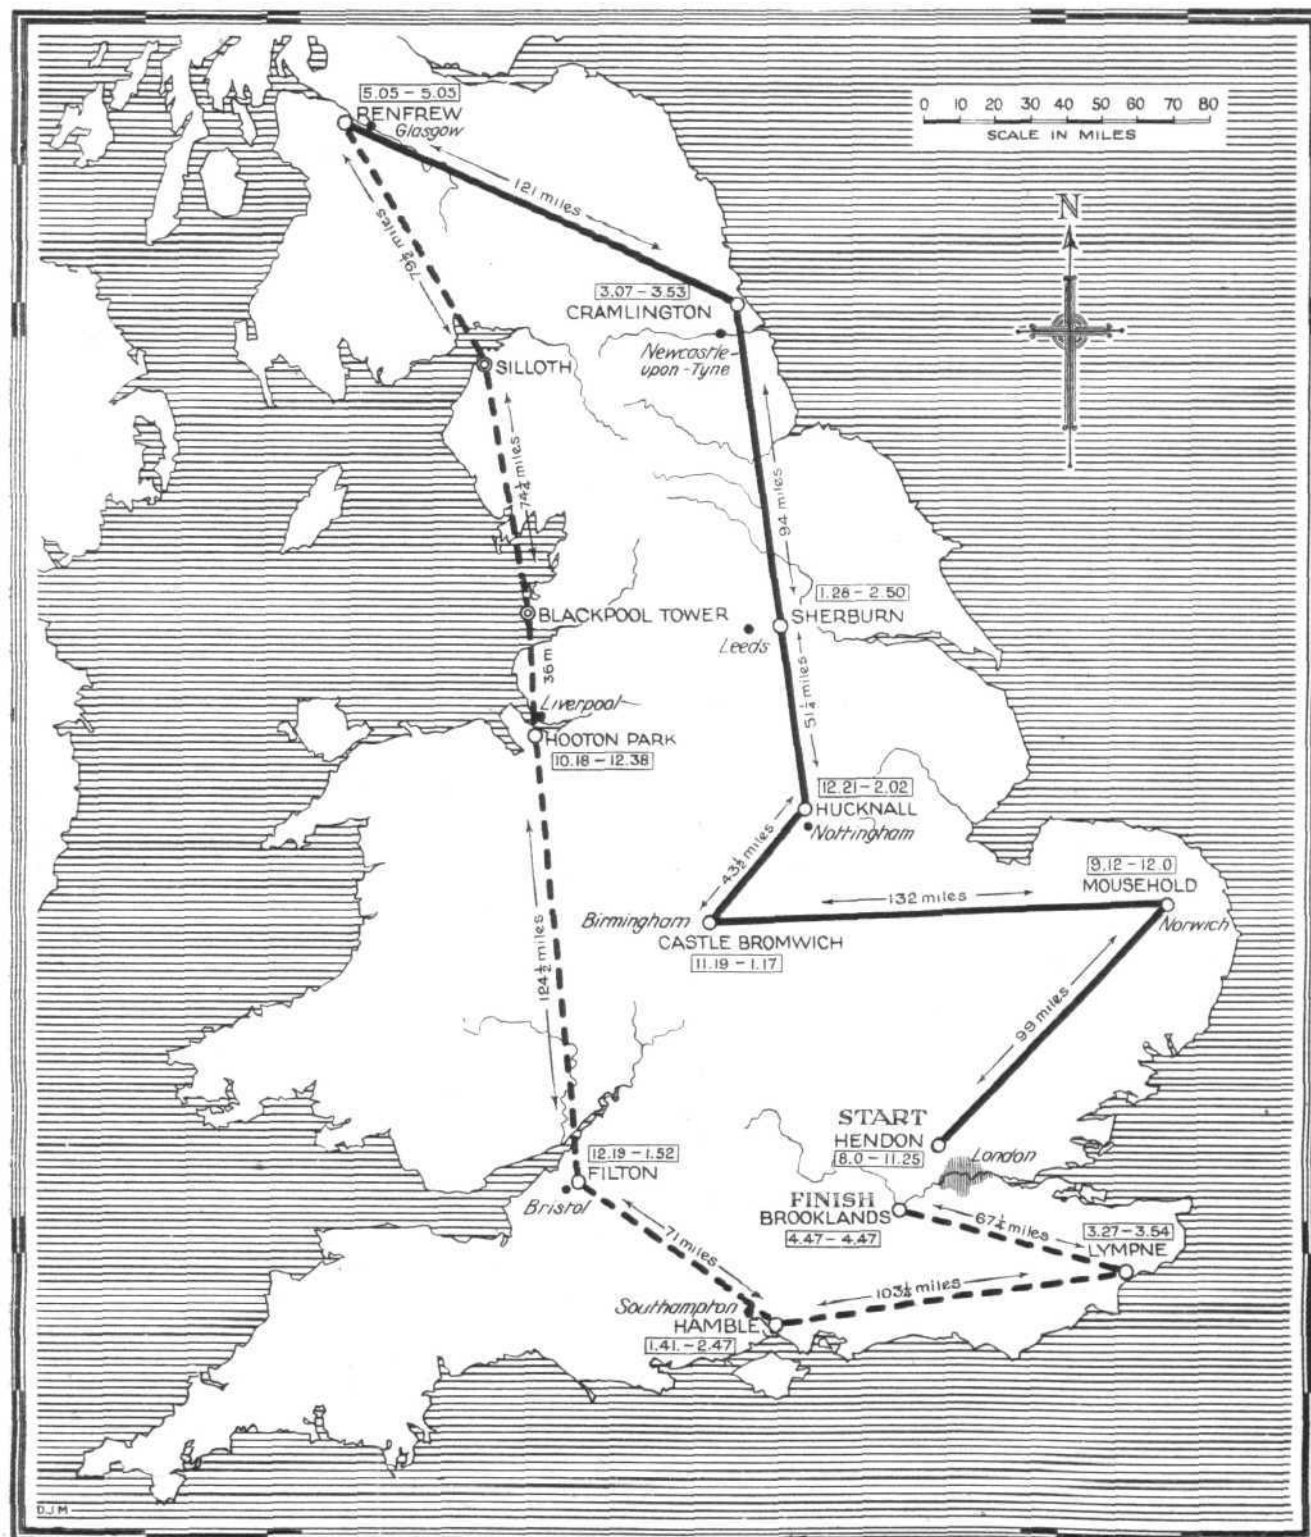 5.05 – 5.05
RENFREW
Glasgow
0 10 20 30 40 50 60 70 80
SCALE IN MILES
N
121 miles
79½ miles
3.07 – 3.53
CRAMLINGTON
Newcastle-
upon-Tyne
SILLOTH
74¼ miles
94 miles
BLACKPOOL TOWER
1.28 – 2.50
SHERBURN
Leeds
36m
51¼ miles
Liverpool
HOOTON PARK
10.18 – 12.38
12.21 – 2.02
HUCKNALL
Nottingham
43½ miles
9.12 – 12.0
MOUSEHOLD
Norwich
132 miles
Birmingham
CASTLE BROMWICH
11.19 – 1.17
124½ miles
99 miles
START
HENDON
8.0 – 11.25
London
12.19 – 1.52
FILTON
Bristol
FINISH
BROOKLANDS
4.47 – 4.47
67¼ miles
3.27 – 3.54
LYMPNE
71 miles
103¼ miles
Southampton
HAMBLE
1.41. – 2.47
D.J.M